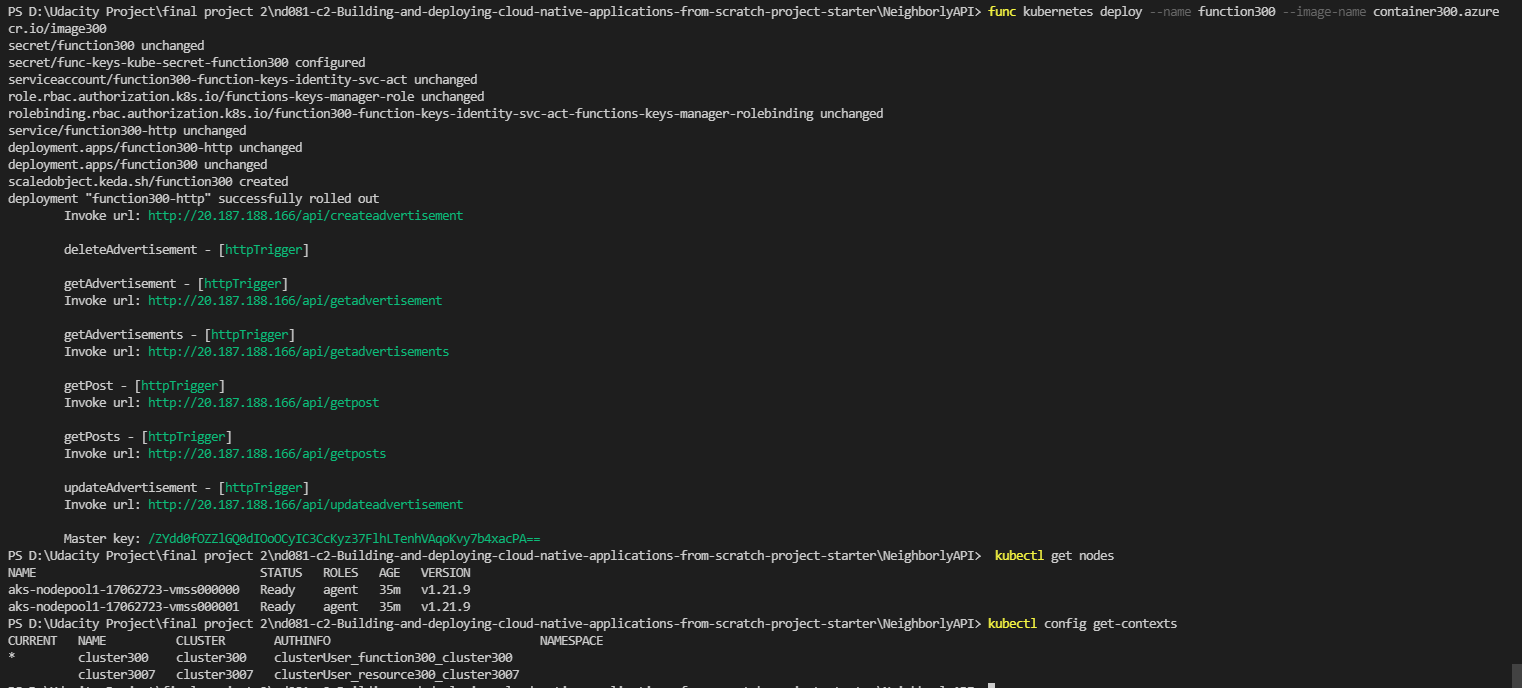 PS D:\Udacity Project\final project 2\nd081-c2-Building-and-deploying-cloud-native-applications-from-scratch-project-starter\NeighborlyAPI> func kubernetes deploy --name function300 --image-name container300.azure
cr.io/image300
secret/function300 unchanged
secret/func-keys-kube-secret-function300 configured
serviceaccount/function300-function-keys-identity-svc-act unchanged
role.rbac.authorization.k8s.io/functions-keys-manager-role unchanged
rolebinding.rbac.authorization.k8s.io/function300-function-keys-identity-svc-act-functions-keys-manager-rolebinding unchanged
service/function300-http unchanged
deployment.apps/function300-http unchanged
deployment.apps/function300 unchanged
scaledobject.keda.sh/function300 created
deployment "function300-http" successfully rolled out
Invoke url: http://20.187.188.166/api/createadvertisement
deleteAdvertisement - [httpTrigger]
getAdvertisement - [httpTrigger]
Invoke url: http://20.187.188.166/api/getadvertisement
getAdvertisements - [httpTrigger]
Invoke url: http://20.187.188.166/api/getadvertisements
getPost - [httpTrigger]
Invoke url: http://20.187.188.166/api/getpost
getPosts - [httpTrigger]
Invoke url: http://20.187.188.166/api/getposts
updateAdvertisement - [httpTrigger]
Invoke url: http://20.187.188.166/api/updateadvertisement
Master key: /ZYdd0fOZZlGQ0dIOoOCyIC3CcKyz37FlhLTenhVAqoKvy7b4xacPA==
PS D:\Udacity Project\final project 2\nd081-c2-Building-and-deploying-cloud-native-applications-from-scratch-project-starter\NeighborlyAPI> kubectl get nodes
NAME STATUS ROLES AGE VERSION
aks-nodepool1-17062723-vmss000000 Ready agent 35m v1.21.9
aks-nodepool1-17062723-vmss000001 Ready agent 35m v1.21.9
PS D:\Udacity Project\final project 2\nd081-c2-Building-and-deploying-cloud-native-applications-from-scratch-project-starter\NeighborlyAPI> kubectl config get-contexts
CURRENT NAME CLUSTER AUTHINFO NAMESPACE
* cluster300 cluster300 clusterUser_function300_cluster300
cluster3007 cluster3007 clusterUser_resource300_cluster3007